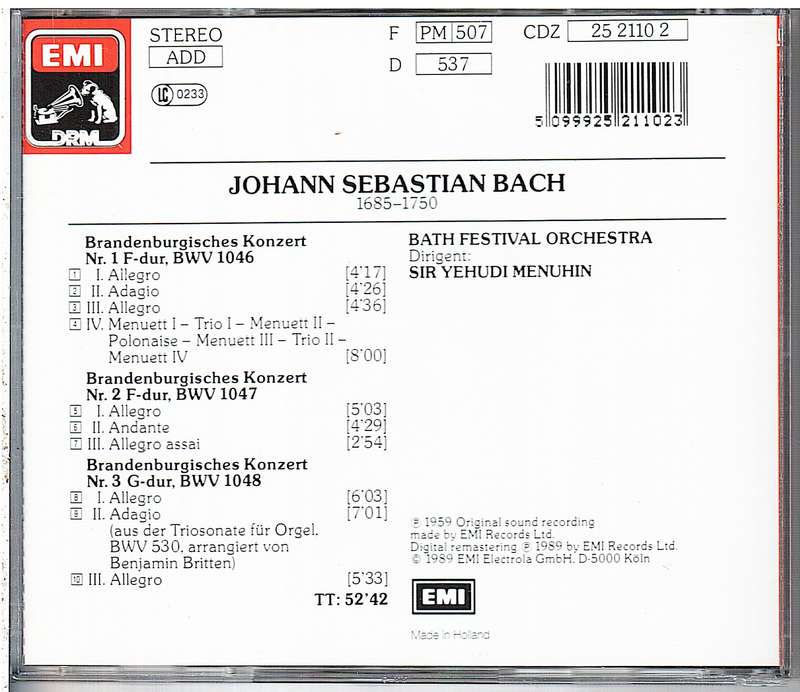 EMI
DRM
STEREO
ADD
LC 0233
F PM 507
D 537
CDZ 25 2110 2
5 099925 211023
JOHANN SEBASTIAN BACH
1685–1750
Brandenburgisches Konzert
Nr. 1 F-dur, BWV 1046
1 I. Allegro [4'17]
2 II. Adagio [4'26]
3 III. Allegro [4'36]
4 IV. Menuett I – Trio I – Menuett II –
Polonaise – Menuett III – Trio II –
Menuett IV [8'00]
Brandenburgisches Konzert
Nr. 2 F-dur, BWV 1047
5 I. Allegro [5'03]
6 II. Andante [4'29]
7 III. Allegro assai [2'54]
Brandenburgisches Konzert
Nr. 3 G-dur, BWV 1048
8 I. Allegro [6'03]
9 II. Adagio [7'01]
(aus der Triosonate für Orgel,
BWV 530, arrangiert von
Benjamin Britten)
10 III. Allegro [5'33]
TT: 52'42
BATH FESTIVAL ORCHESTRA
Dirigent:
SIR YEHUDI MENUHIN
℗ 1959 Original sound recording
made by EMI Records Ltd.
Digital remastering ℗ 1989 by EMI Records Ltd.
© 1989 EMI Electrola GmbH. D-5000 Köln
EMI
Made in Holland